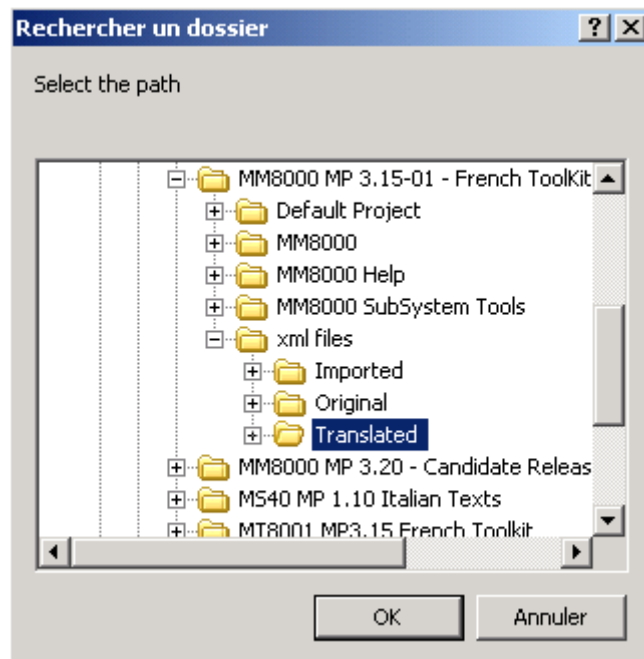 Rechercher un dossier
Select the path
MM8000 MP 3.15-01 - French ToolKit
Default Project
MM8000
MM8000 Help
MM8000 SubSystem Tools
xml files
Imported
Original
Translated
MM8000 MP 3.20 - Candidate Releas
MS40 MP 1.10 Italian Texts
MT8001 MP3.15 French Toolkit
OK
Annuler